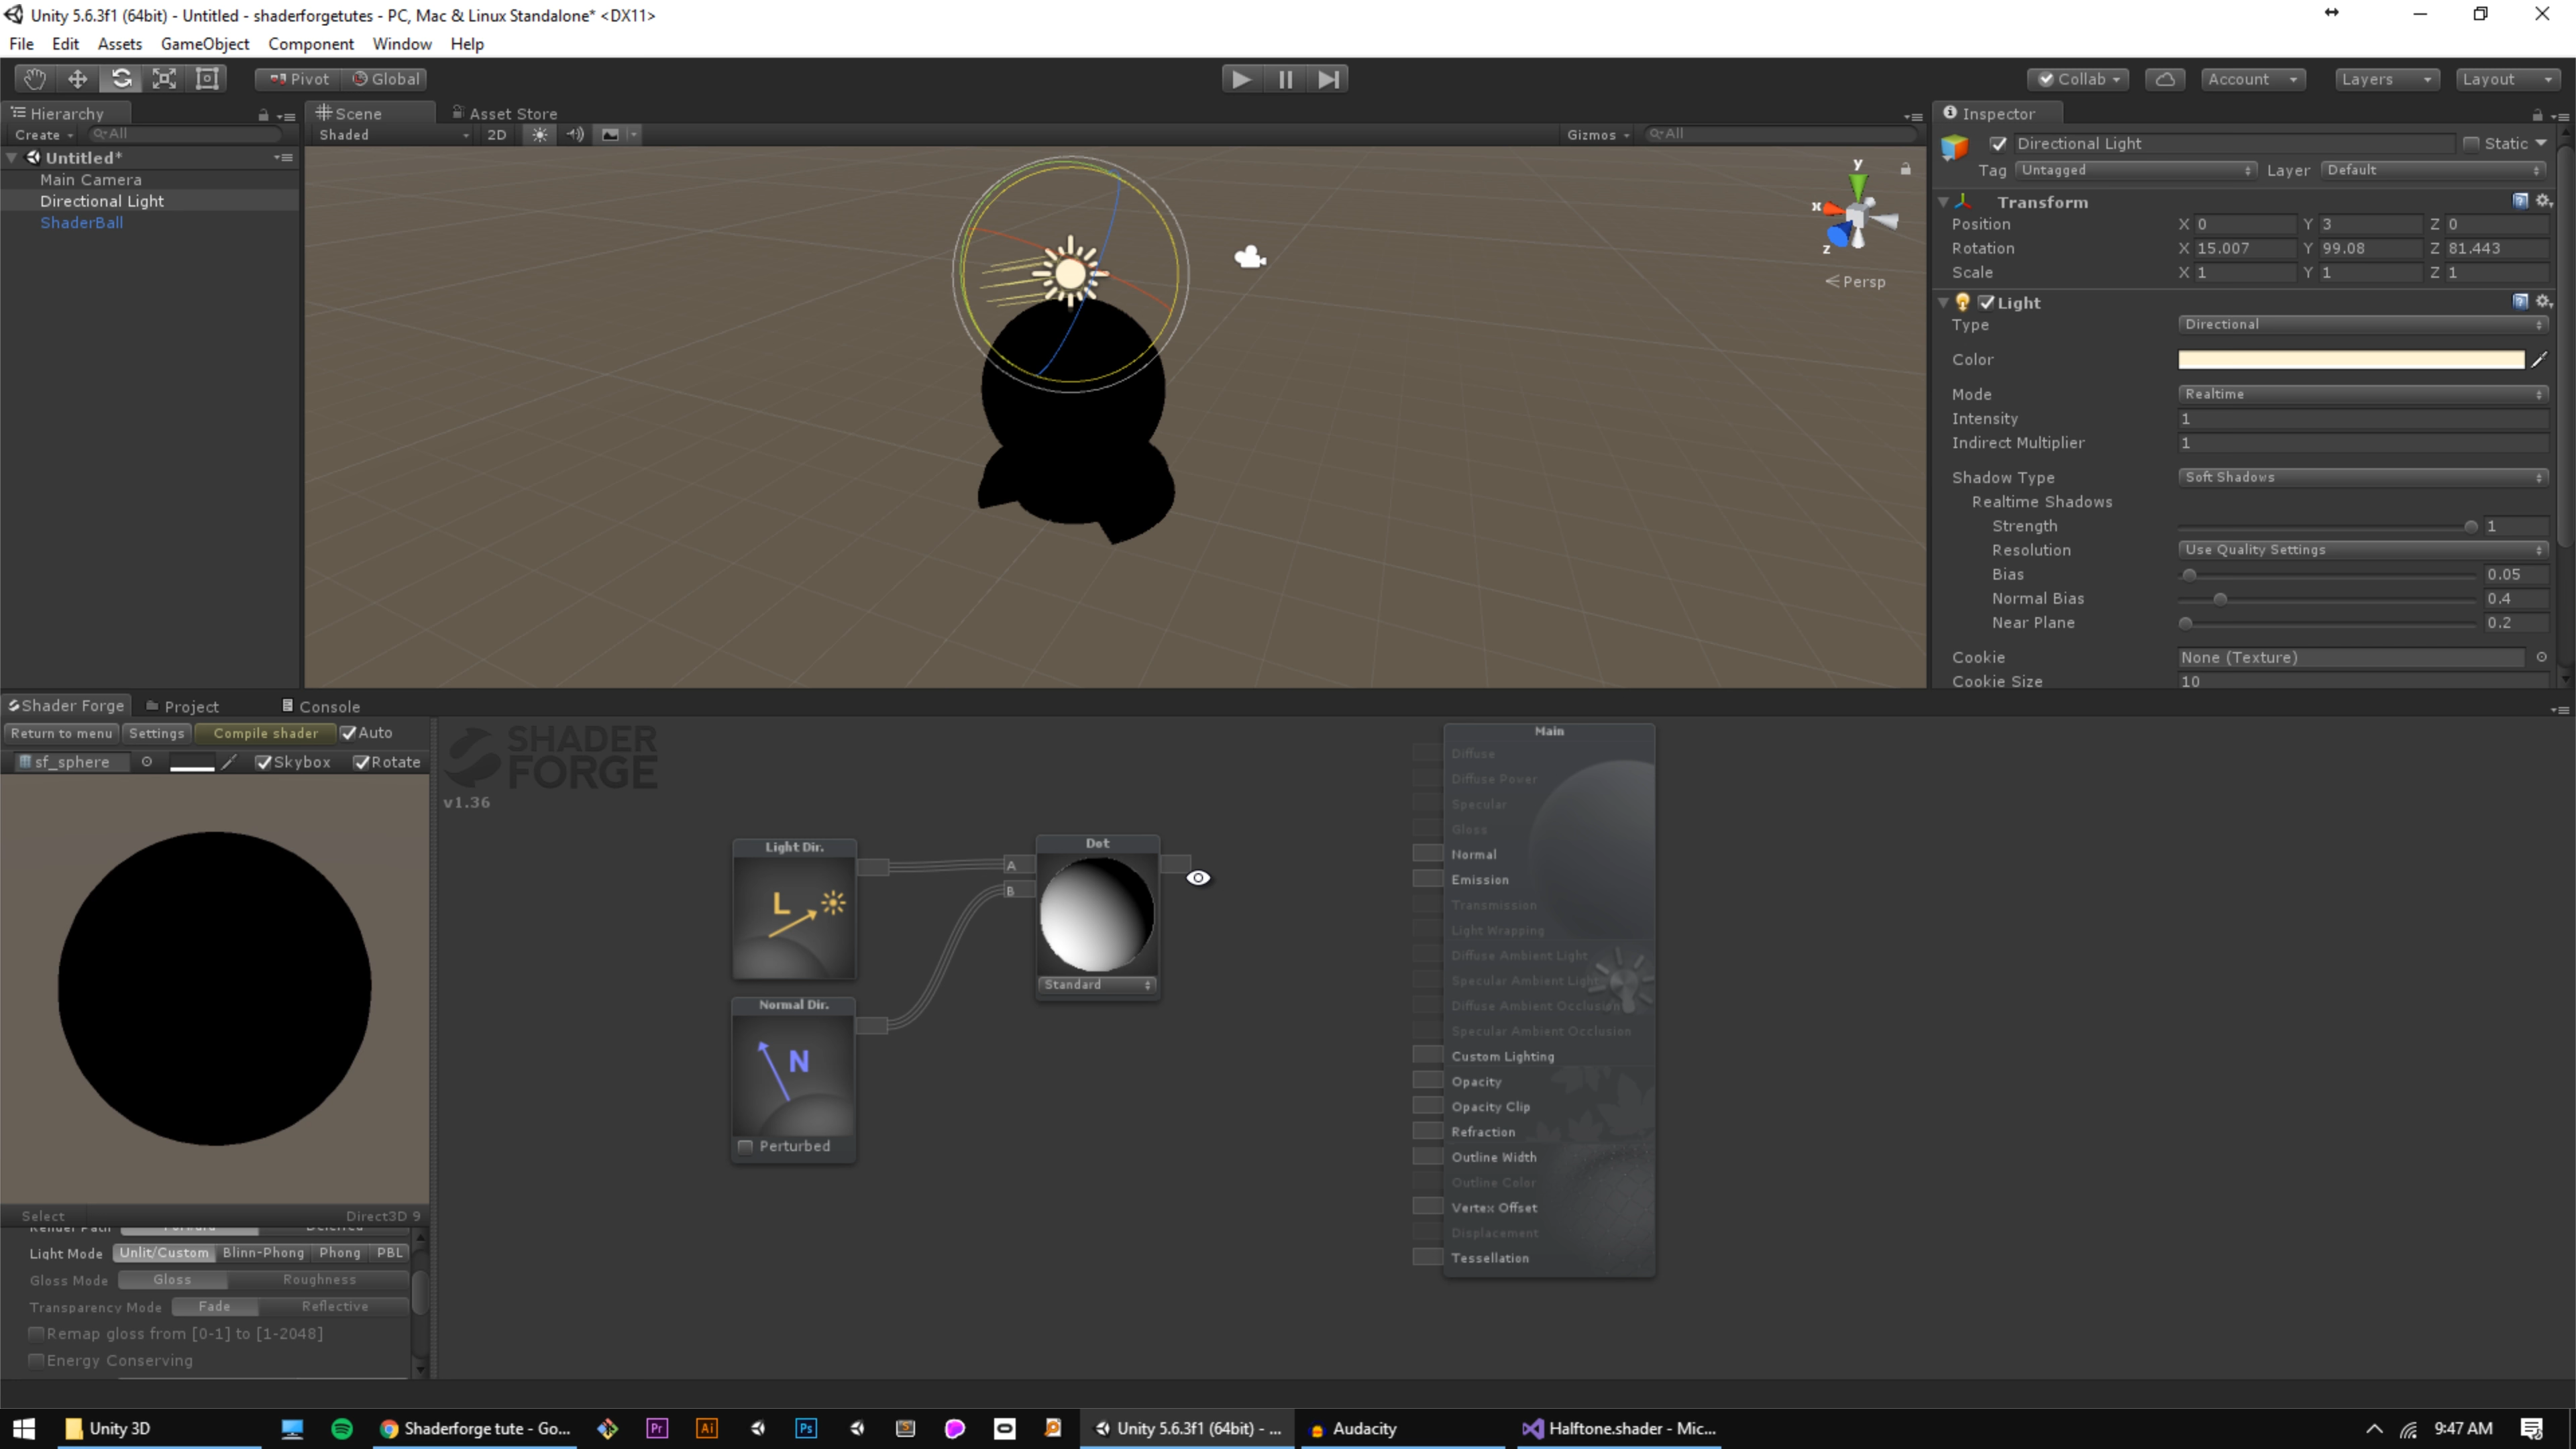 Unity 5.6.3f1 (64bit) - Untitled - shaderforgetutes - PC, Mac & Linux Standalone* <DX11>
File Edit Assets GameObject Component Window Help
Pivot Global Collab Account Layers Layout
Hierarchy
Create All
Untitled*
Main Camera
Directional Light
ShaderBall
Scene Asset Store
Shaded 2D Gizmos All
y
x
z
Persp
Inspector
Directional Light Static
Tag Untagged Layer Default
Transform
Position X 0 Y 3 Z 0
Rotation X 15.007 Y 99.08 Z 81.443
Scale X 1 Y 1 Z 1
Light
Type Directional
Color
Mode Realtime
Intensity 1
Indirect Multiplier 1
Shadow Type Soft Shadows
Realtime Shadows
Strength 1
Resolution Use Quality Settings
Bias 0.05
Normal Bias 0.4
Near Plane 0.2
Cookie None (Texture)
Cookie Size 10
Shader Forge Project Console
Return to menu Settings Compile shader Auto
sf_sphere Skybox Rotate
Select Direct3D 9
Render Path Forward Deferred
Light Mode Unlit/Custom Blinn-Phong Phong PBL
Gloss Mode Gloss Roughness
Transparency Mode Fade Reflective
Remap gloss from [0-1] to [1-2048]
Energy Conserving
SHADER
FORGE
v1.36
Light Dir.
L
Normal Dir.
N
Perturbed
Dot
A
B
Standard
Main
Diffuse
Diffuse Power
Specular
Gloss
Normal
Emission
Transmission
Light Wrapping
Diffuse Ambient Light
Specular Ambient Light
Diffuse Ambient Occlusion
Specular Ambient Occlusion
Custom Lighting
Opacity
Opacity Clip
Refraction
Outline Width
Outline Color
Vertex Offset
Displacement
Tessellation
Unity 3D Shaderforge tute - Go... Pr Ai Ps S Unity 5.6.3f1 (64bit) - ... Audacity Halftone.shader - Mic... 9:47 AM